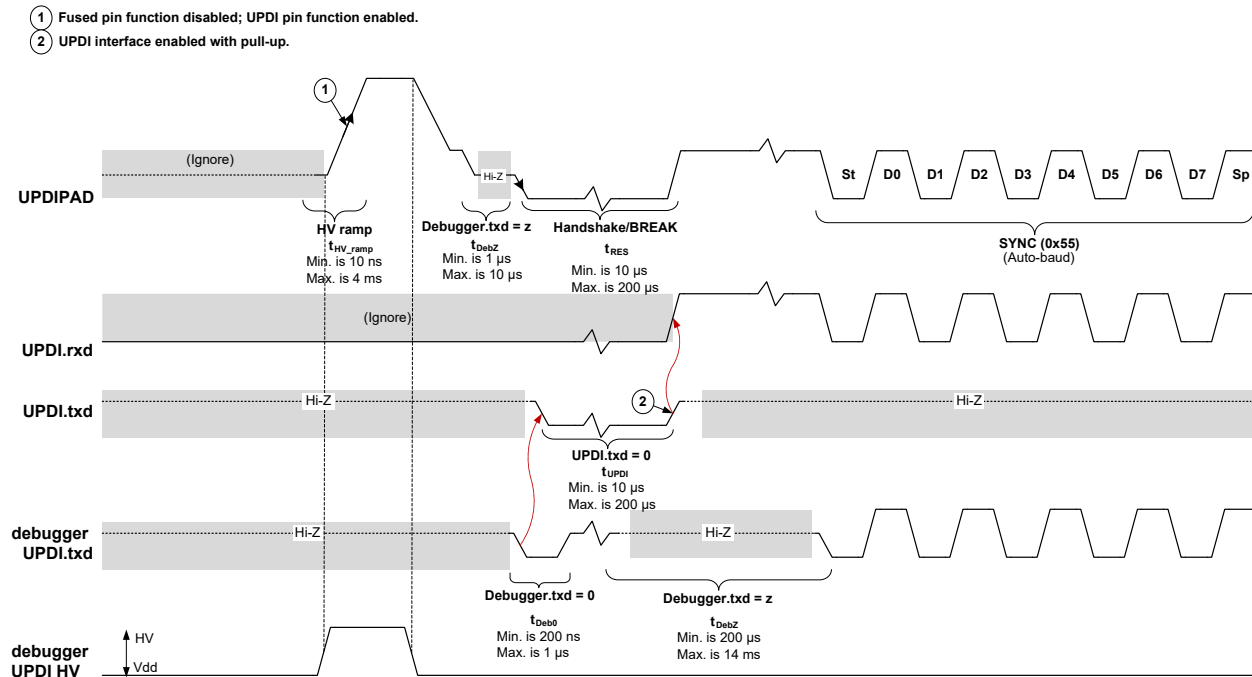 1 Fused pin function disabled; UPDI pin function enabled.
2 UPDI interface enabled with pull-up.
1
(Ignore)
Hi-Z
St D0 D1 D2 D3 D4 D5 D6 D7 Sp
UPDIPAD
HV ramp
tHV_ramp
Min. is 10 ns
Max. is 4 ms
Debugger.txd = z
tDebZ
Min. is 1 µs
Max. is 10 µs
Handshake/BREAK
tRES
Min. is 10 µs
Max. is 200 µs
SYNC (0x55)
(Auto-baud)
(Ignore)
UPDI.rxd
Hi-Z
2
Hi-Z
UPDI.txd
UPDI.txd = 0
tUPDI
Min. is 10 µs
Max. is 200 µs
Hi-Z
Hi-Z
debugger
UPDI.txd
Debugger.txd = 0
tDeb0
Min. is 200 ns
Max. is 1 µs
Debugger.txd = z
tDebZ
Min. is 200 µs
Max. is 14 ms
HV
Vdd
debugger
UPDI HV